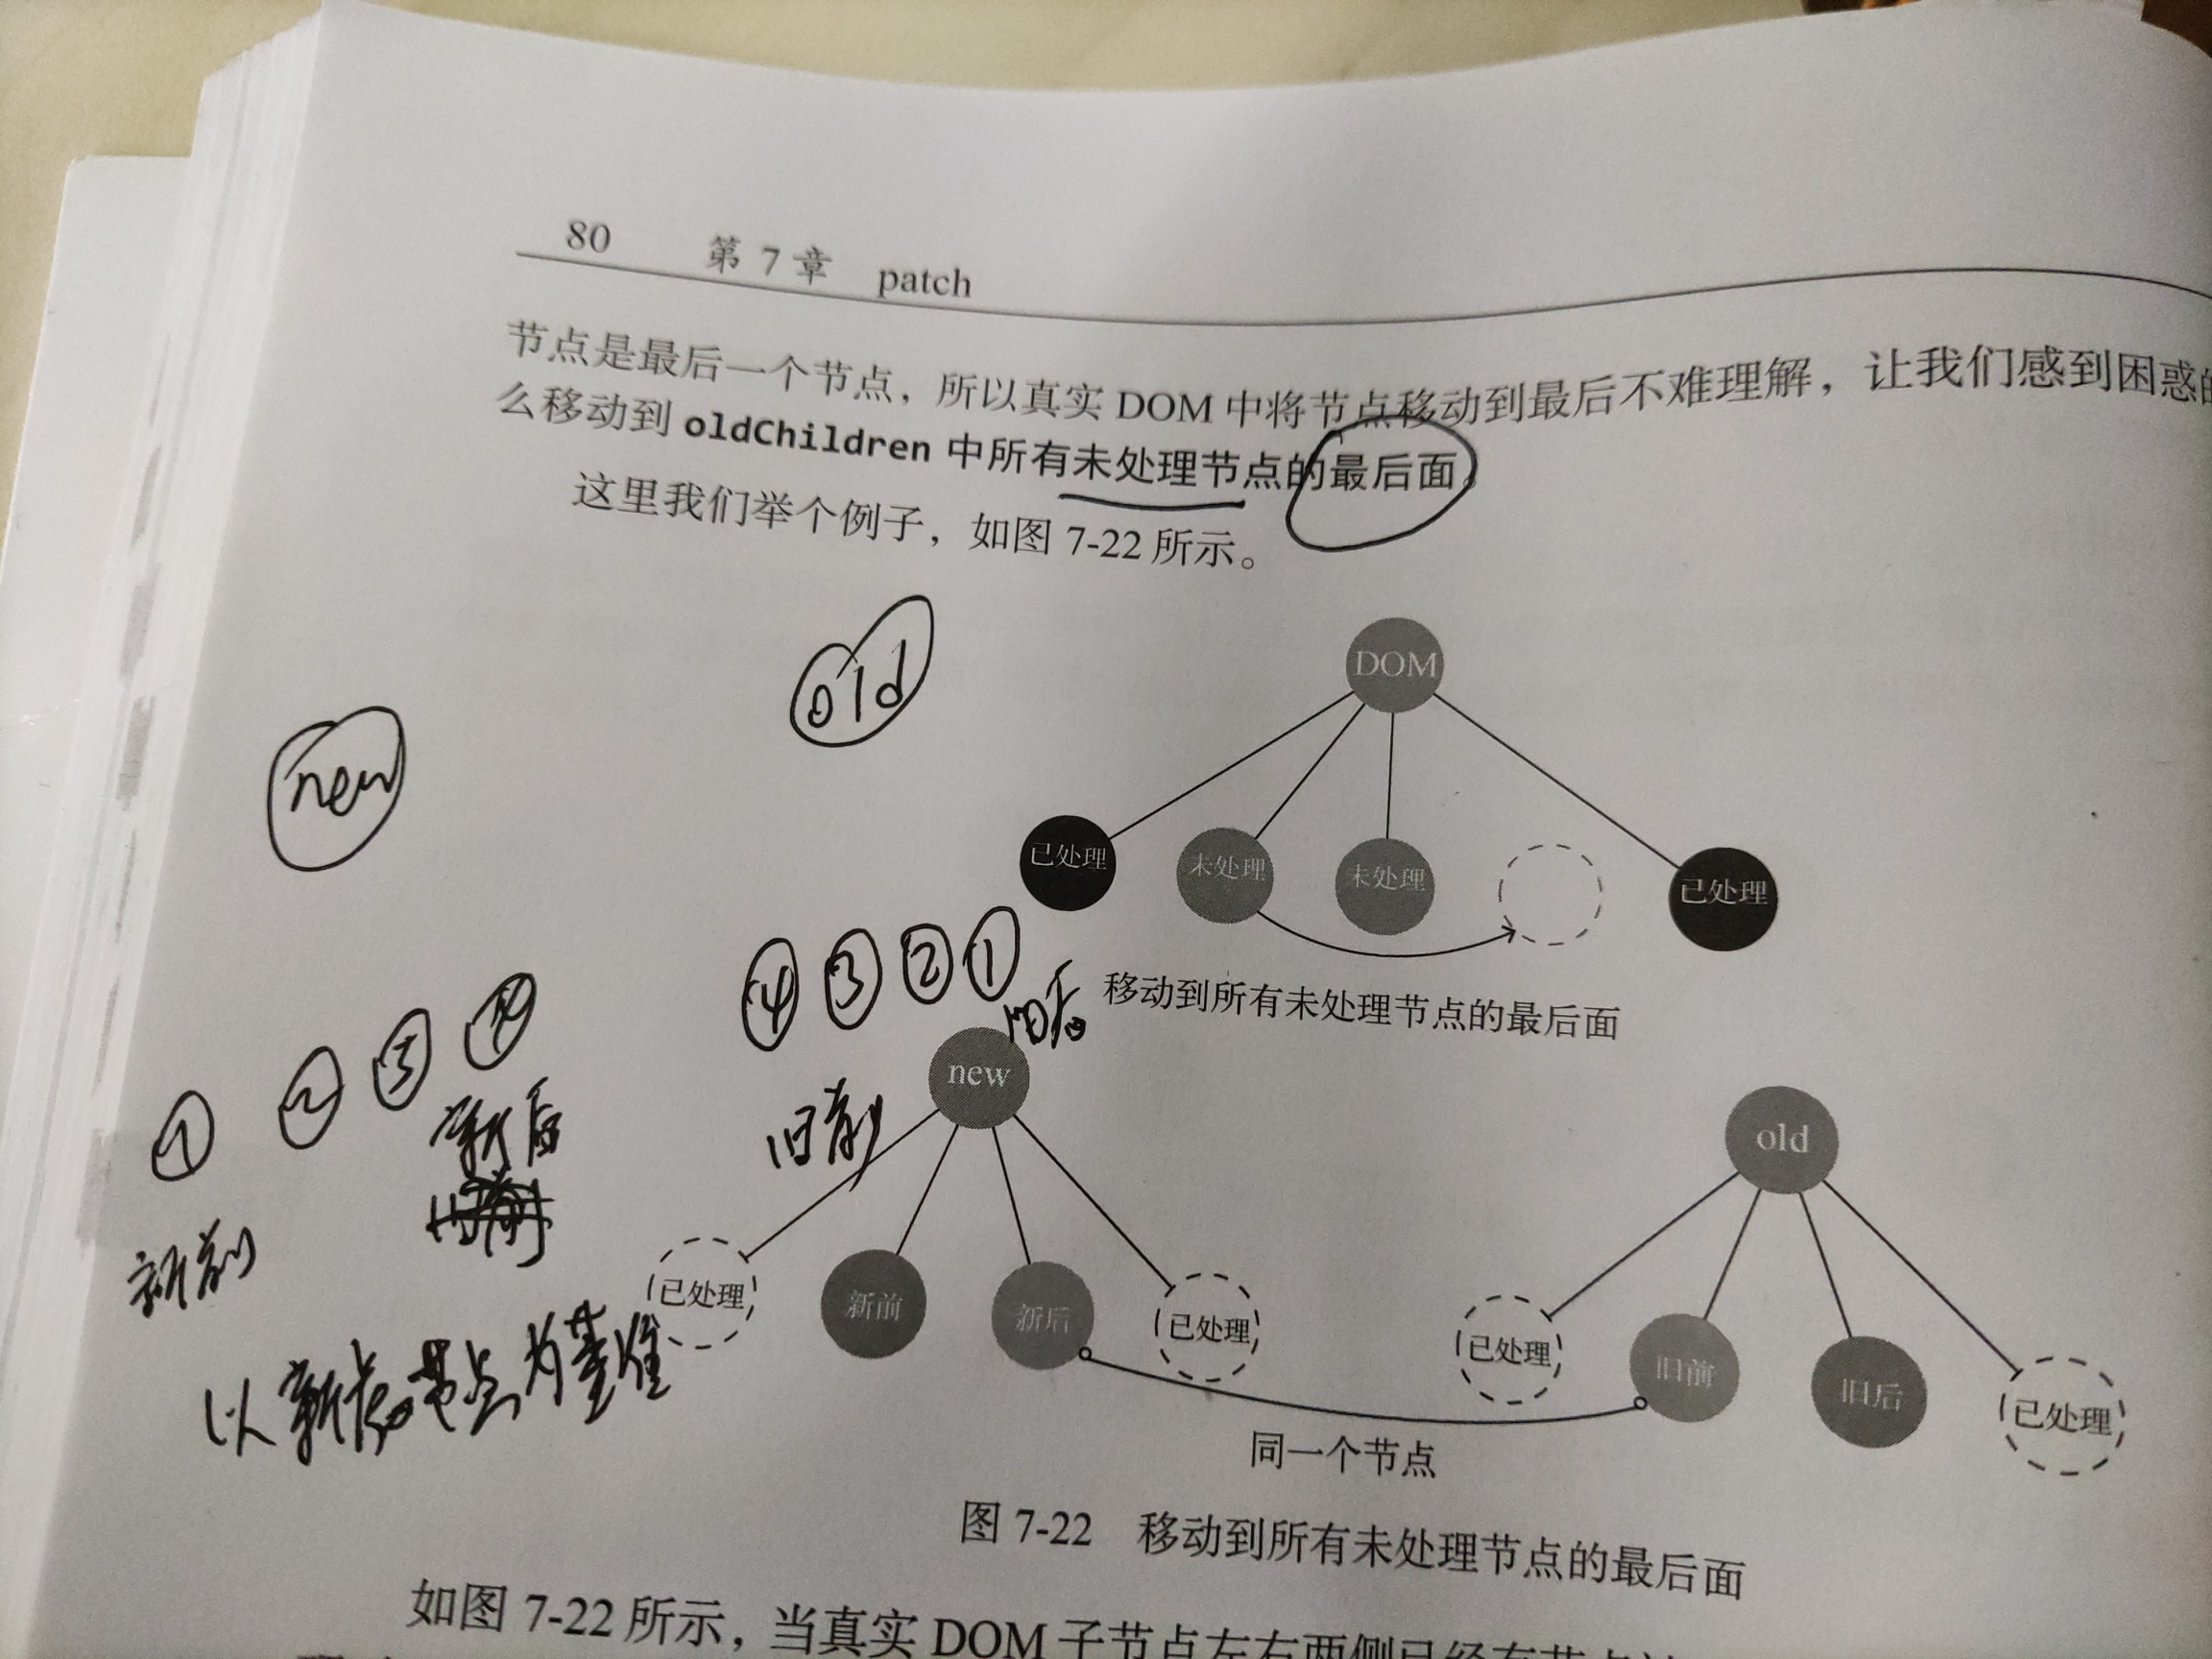 80 第 7 章 patch
节点是最后一个节点，所以真实 DOM 中将节点移动到最后不难理解，让我们感到困惑的
么移动到 oldChildren 中所有未处理节点的最后面。
这里我们举个例子，如图 7-22 所示。
old
new
DOM
已处理 未处理 未处理 已处理
移动到所有未处理节点的最后面
④ ③ ② ①
旧后
旧前
① ② ③ ④
新后
新前
new
old
已处理 新前 新后 已处理
已处理 旧前 旧后 已处理
同一个节点
以新 节点为基准
图 7-22 移动到所有未处理节点的最后面
如图 7-22 所示，当真实 DOM 子节点左右两侧已经有节点